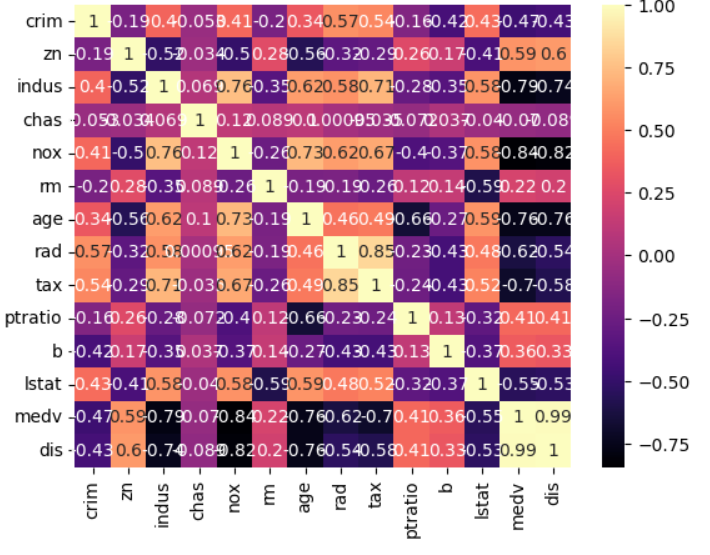 crim 1 -0.19 0.4 -0.053 0.41 -0.2 0.34 0.57 0.54 -0.16 -0.42 0.43 -0.47 -0.43
zn -0.19 1 -0.52 -0.034 -0.5 0.28 -0.56 -0.32 -0.29 0.26 0.17 -0.41 0.59 0.6
indus 0.4 -0.52 1 0.069 0.76 -0.35 0.62 0.58 0.71 -0.28 -0.35 0.58 -0.79 -0.74
chas -0.053 -0.034 0.069 1 0.12 0.089 0.1 -0.04 -0.07 -0.089
nox 0.41 -0.5 0.76 0.12 1 -0.26 0.73 0.62 0.67 -0.4 -0.37 0.58 -0.84 -0.82
rm -0.2 0.28 -0.35 0.089 -0.26 1 -0.19 -0.19 -0.26 0.12 0.14 -0.59 0.22 0.2
age 0.34 -0.56 0.62 0.1 0.73 -0.19 1 0.46 0.49 -0.66 -0.27 0.59 -0.76 -0.76
rad 0.57 -0.32 0.58 0.62 -0.19 0.46 1 0.85 -0.23 -0.43 0.48 -0.62 -0.54
tax 0.54 -0.29 0.71 0.67 -0.26 0.49 0.85 1 -0.24 -0.43 0.52 -0.7 -0.58
ptratio -0.16 0.26 -0.28 -0.072 -0.4 0.12 -0.66 -0.23 -0.24 1 0.13 -0.32 0.41 0.41
b -0.42 0.17 -0.35 0.037 -0.37 0.14 -0.27 -0.43 -0.43 0.13 1 -0.37 0.36 0.33
lstat 0.43 -0.41 0.58 -0.04 0.58 -0.59 0.59 0.48 0.52 -0.32 -0.37 1 -0.55 -0.53
medv -0.47 0.59 -0.79 -0.07 -0.84 0.22 -0.76 -0.62 -0.7 0.41 0.36 -0.55 1 0.99
dis -0.43 0.6 -0.74 -0.089 -0.82 0.2 -0.76 -0.54 -0.58 0.41 0.33 -0.53 0.99 1
crim zn indus chas nox rm age rad tax ptratio b lstat medv dis
1.00
0.75
0.50
0.25
0.00
−0.25
−0.50
−0.75